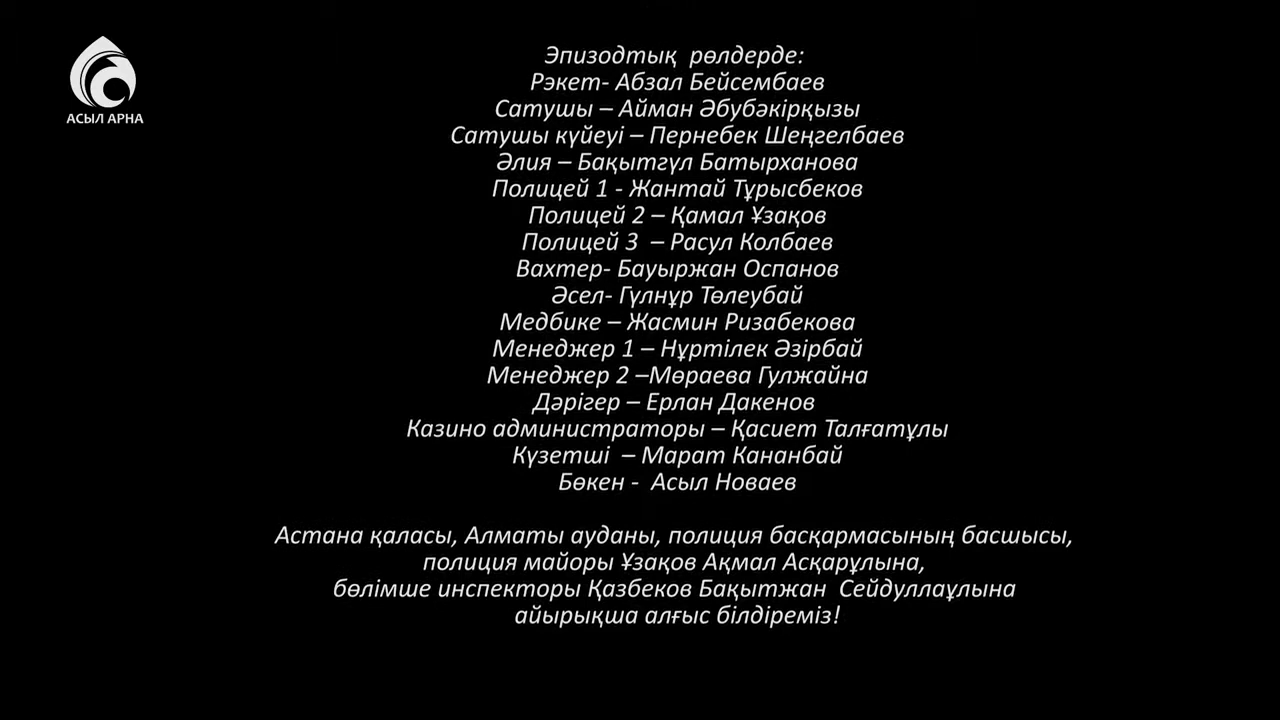 АСЫЛ АРНА
Эпизодтық рөлдерде:
Рэкет- Абзал Бейсембаев
Сатушы – Айман Әбубәкірқызы
Сатушы күйеуі – Пернебек Шеңгелбаев
Әлия – Бақытгүл Батырханова
Полицей 1 - Жантай Тұрысбеков
Полицей 2 – Қамал Ұзақов
Полицей 3 – Расул Колбаев
Вахтер- Бауыржан Оспанов
Әсел- Гүлнұр Төлеубай
Медбике – Жасмин Ризабекова
Менеджер 1 – Нұртілек Әзірбай
Менеджер 2 –Мөраева Гулжайна
Дәрігер – Ерлан Дакенов
Казино администраторы – Қасиет Талғатұлы
Күзетші – Марат Кананбай
Бөкен - Асыл Новаев
Астана қаласы, Алматы ауданы, полиция басқармасының басшысы,
полиция майоры Ұзақов Ақмал Асқарұлына,
бөлімше инспекторы Қазбеков Бақытжан Сейдуллаұлына
айырықша алғыс білдіреміз!